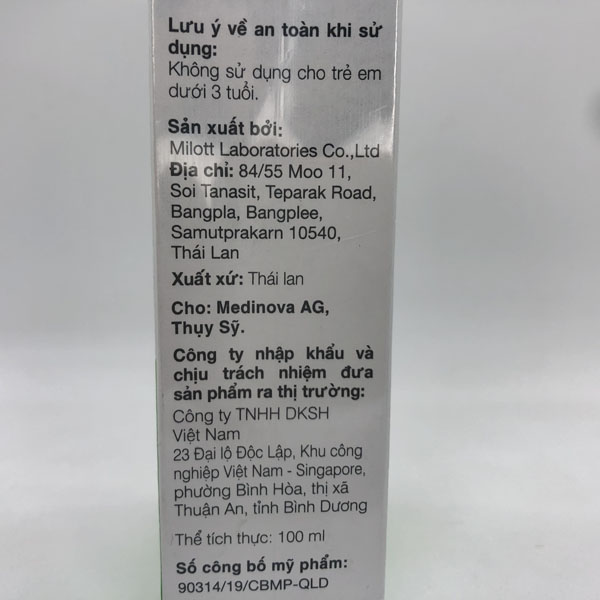 Lưu ý về an toàn khi sử
dụng:
Không sử dụng cho trẻ em
dưới 3 tuổi.
Sản xuất bởi:
Milott Laboratories Co.,Ltd
Địa chỉ: 84/55 Moo 11,
Soi Tanasit, Teparak Road,
Bangpla, Bangplee,
Samutprakarn 10540,
Thái Lan
Xuất xứ: Thái lan
Cho: Medinova AG,
Thụy Sỹ.
Công ty nhập khẩu và
chịu trách nhiệm đưa
sản phẩm ra thị trường:
Công ty TNHH DKSH
Việt Nam
23 Đại lộ Độc Lập, Khu công
nghiệp Việt Nam - Singapore,
phường Bình Hòa, thị xã
Thuận An, tỉnh Bình Dương
Thể tích thực: 100 ml
Số công bố mỹ phẩm:
90314/19/CBMP-QLD